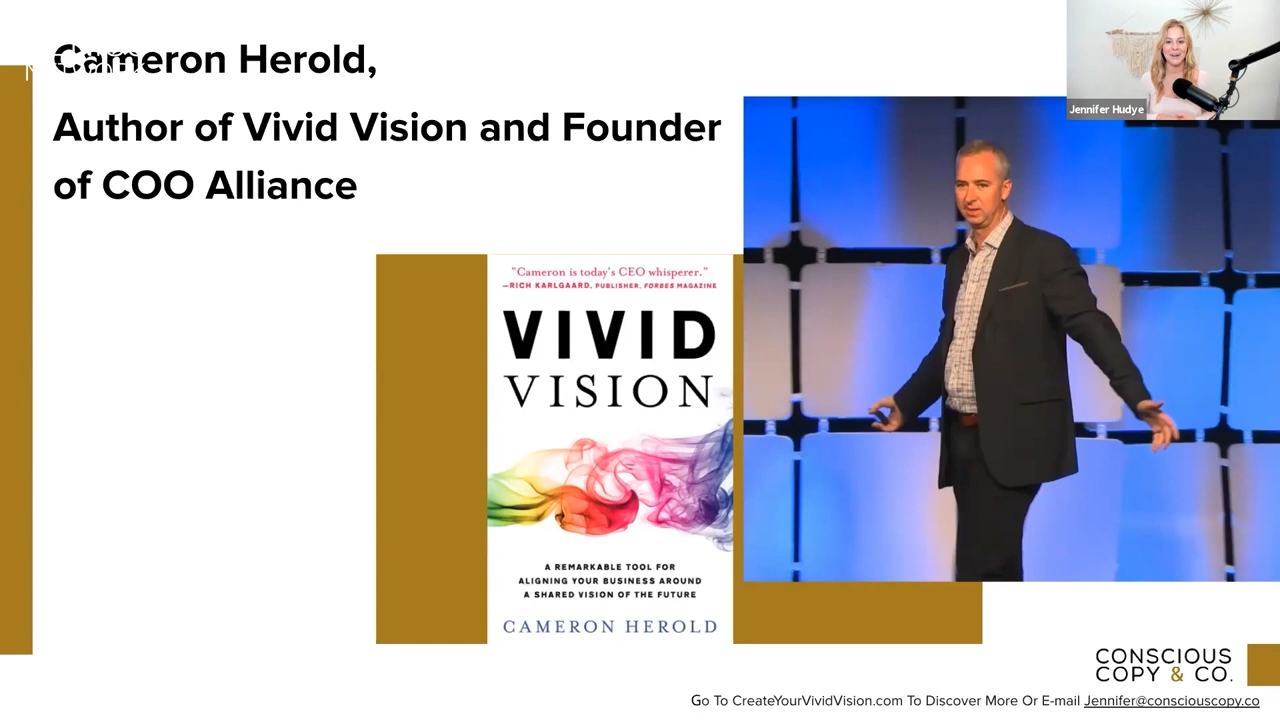 Cameron Herold,
Author of Vivid Vision and Founder
of COO Alliance
Jennifer Hudye
"Cameron is today's CEO whisperer."
—RICH KARLGAARD, PUBLISHER, FORBES MAGAZINE
VIVID
VISION
A REMARKABLE TOOL FOR
ALIGNING YOUR BUSINESS AROUND
A SHARED VISION OF THE FUTURE
CAMERON HEROLD
CONSCIOUS
COPY & CO.
Go To CreateYourVividVision.com To Discover More Or E-mail Jennifer@consciouscopy.co